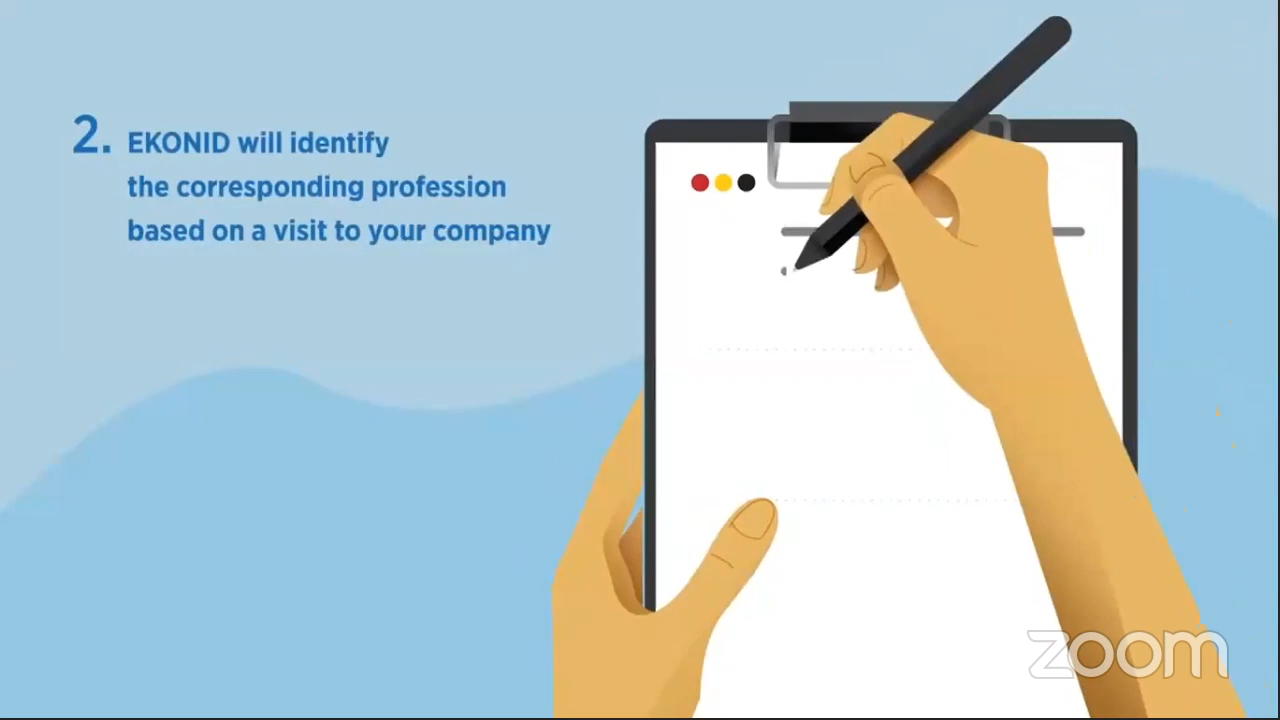 2. EKONID will identify
the corresponding profession
based on a visit to your company
zoom